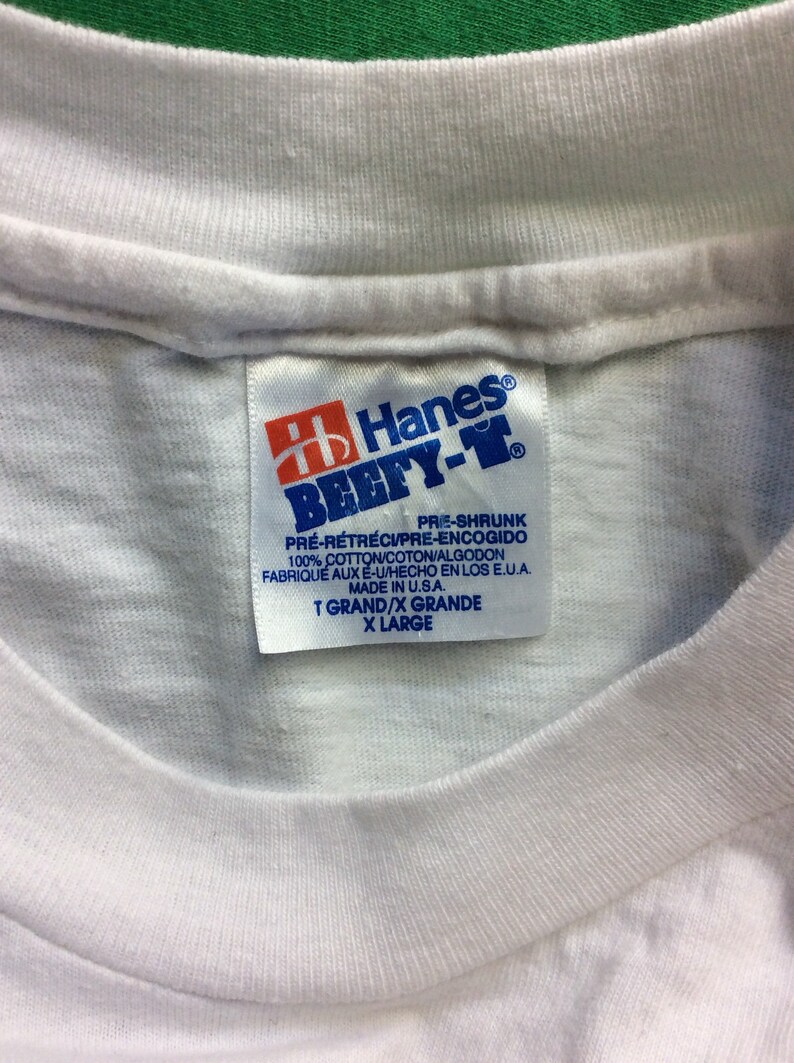 Hanes®
BEEFY-T®
PRE-SHRUNK
PRÉ-RÉTRÉCI/PRE-ENCOGIDO
100% COTTON/COTON/ALGODON
FABRIQUÉ AUX É-U/HECHO EN LOS E.U.A.
MADE IN U.S.A.
T GRAND/X GRANDE
X LARGE